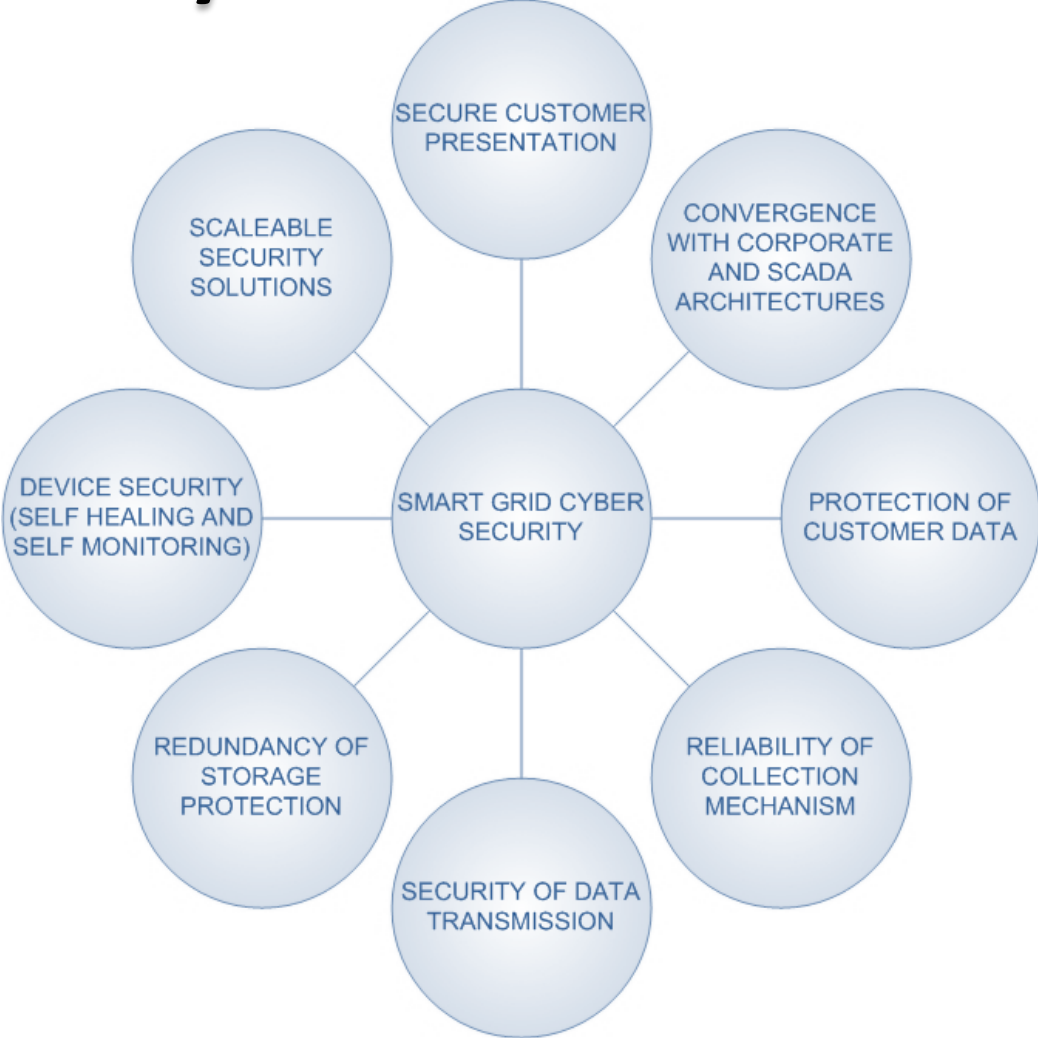 SECURE CUSTOMER
PRESENTATION
CONVERGENCE
WITH CORPORATE
AND SCADA
ARCHITECTURES
SCALEABLE
SECURITY
SOLUTIONS
DEVICE SECURITY
(SELF HEALING AND
SELF MONITORING)
SMART GRID CYBER
SECURITY
PROTECTION OF
CUSTOMER DATA
REDUNDANCY OF
STORAGE
PROTECTION
RELIABILITY OF
COLLECTION
MECHANISM
SECURITY OF DATA
TRANSMISSION